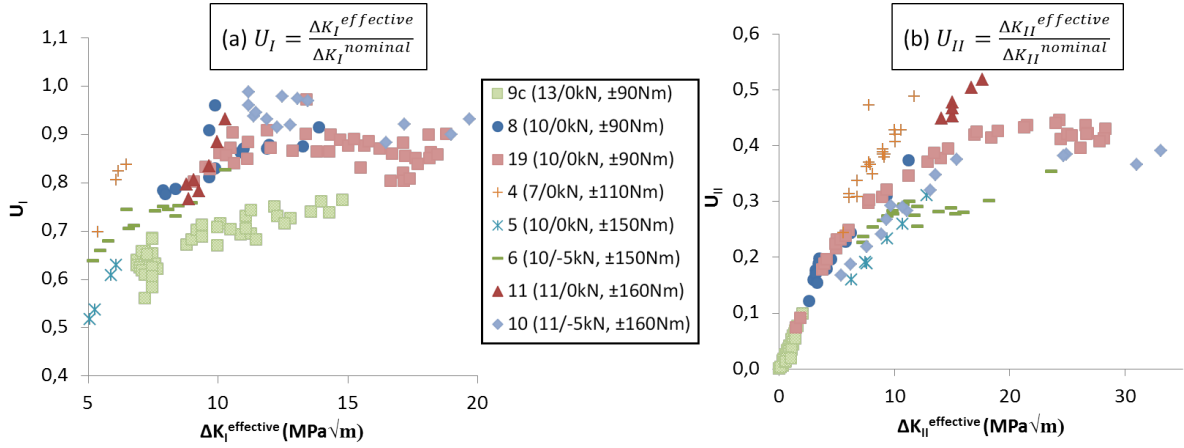 (a) U_I = ΔK_I^effective / ΔK_I^nominal
1,1
1,0
0,9
0,8
0,7
0,6
0,5
0,4
U_I
5
10
15
20
ΔK_I^effective (MPa√m)
9c (13/0kN, ±90Nm)
8 (10/0kN, ±90Nm)
19 (10/0kN, ±90Nm)
4 (7/0kN, ±110Nm)
5 (10/0kN, ±150Nm)
6 (10/-5kN, ±150Nm)
11 (11/0kN, ±160Nm)
10 (11/-5kN, ±160Nm)
(b) U_II = ΔK_II^effective / ΔK_II^nominal
0,6
0,5
0,4
0,3
0,2
0,1
0,0
U_II
0
10
20
30
ΔK_II^effective (MPa√m)